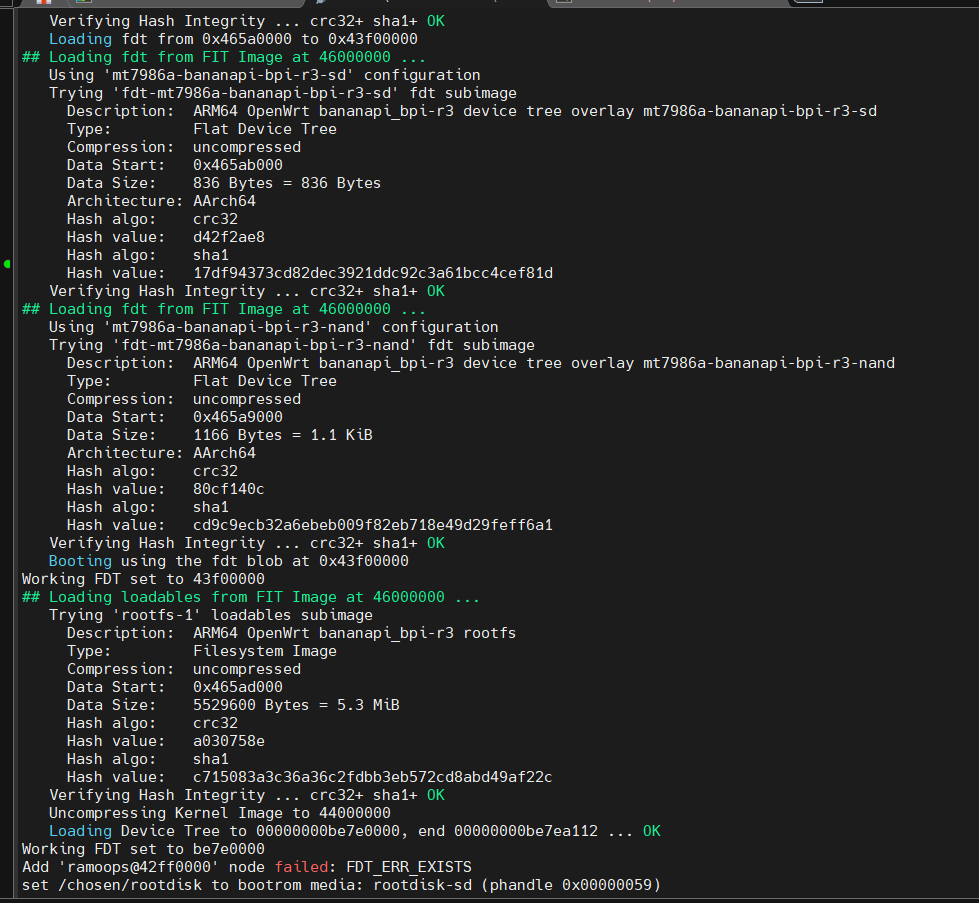 Verifying Hash Integrity ... crc32+ sha1+ OK
Loading fdt from 0x465a0000 to 0x43f00000
## Loading fdt from FIT Image at 46000000 ...
Using 'mt7986a-bananapi-bpi-r3-sd' configuration
Trying 'fdt-mt7986a-bananapi-bpi-r3-sd' fdt subimage
Description:  ARM64 OpenWrt bananapi_bpi-r3 device tree overlay mt7986a-bananapi-bpi-r3-sd
Type:         Flat Device Tree
Compression:  uncompressed
Data Start:   0x465ab000
Data Size:    836 Bytes = 836 Bytes
Architecture: AArch64
Hash algo:    crc32
Hash value:   d42f2ae8
Hash algo:    sha1
Hash value:   17df94373cd82dec3921ddc92c3a61bcc4cef81d
Verifying Hash Integrity ... crc32+ sha1+ OK
## Loading fdt from FIT Image at 46000000 ...
Using 'mt7986a-bananapi-bpi-r3-nand' configuration
Trying 'fdt-mt7986a-bananapi-bpi-r3-nand' fdt subimage
Description:  ARM64 OpenWrt bananapi_bpi-r3 device tree overlay mt7986a-bananapi-bpi-r3-nand
Type:         Flat Device Tree
Compression:  uncompressed
Data Start:   0x465a9000
Data Size:    1166 Bytes = 1.1 KiB
Architecture: AArch64
Hash algo:    crc32
Hash value:   80cf140c
Hash algo:    sha1
Hash value:   cd9c9ecb32a6ebeb009f82eb718e49d29feff6a1
Verifying Hash Integrity ... crc32+ sha1+ OK
Booting using the fdt blob at 0x43f00000
Working FDT set to 43f00000
## Loading loadables from FIT Image at 46000000 ...
Trying 'rootfs-1' loadables subimage
Description:  ARM64 OpenWrt bananapi_bpi-r3 rootfs
Type:         Filesystem Image
Compression:  uncompressed
Data Start:   0x465ad000
Data Size:    5529600 Bytes = 5.3 MiB
Hash algo:    crc32
Hash value:   a030758e
Hash algo:    sha1
Hash value:   c715083a3c36a36c2fdbb3eb572cd8abd49af22c
Verifying Hash Integrity ... crc32+ sha1+ OK
Uncompressing Kernel Image to 44000000
Loading Device Tree to 00000000be7e0000, end 00000000be7ea112 ... OK
Working FDT set to be7e0000
Add 'ramoops@42ff0000' node failed: FDT_ERR_EXISTS
set /chosen/rootdisk to bootrom media: rootdisk-sd (phandle 0x00000059)